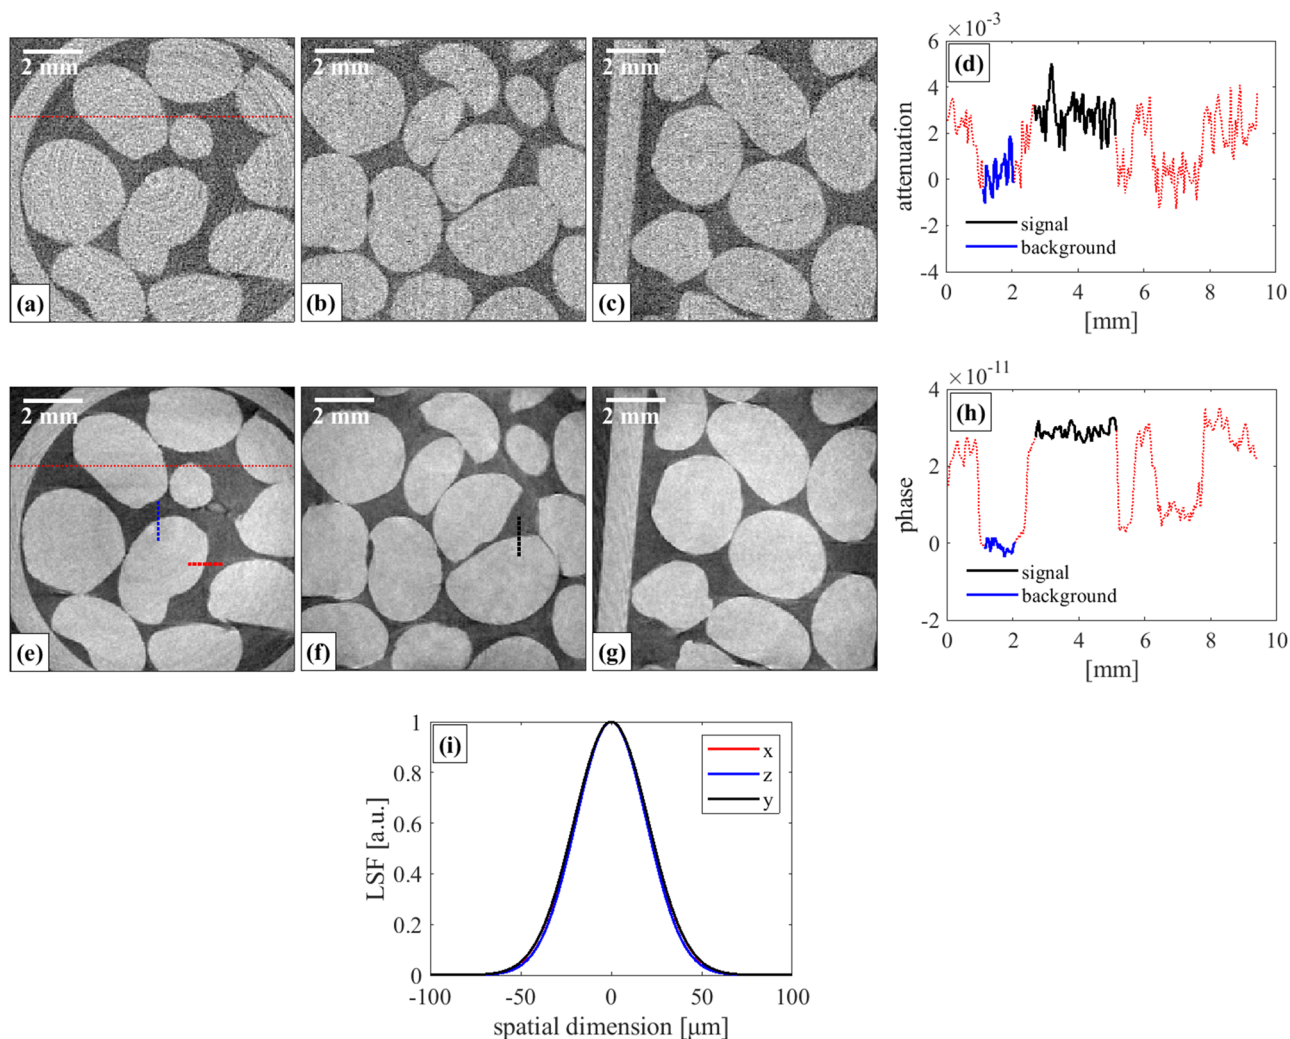 2 mm
(a)
2 mm
(b)
2 mm
(c)
×10⁻³
(d)
6
4
2
0
-2
-4
attenuation
signal
background
0 2 4 6 8 10
[mm]
2 mm
(e)
2 mm
(f)
2 mm
(g)
×10⁻¹¹
(h)
4
2
0
-2
phase
signal
background
0 2 4 6 8 10
[mm]
(i)
1
0.8
0.6
0.4
0.2
0
LSF [a.u.]
x
z
y
-100 -50 0 50 100
spatial dimension [μm]